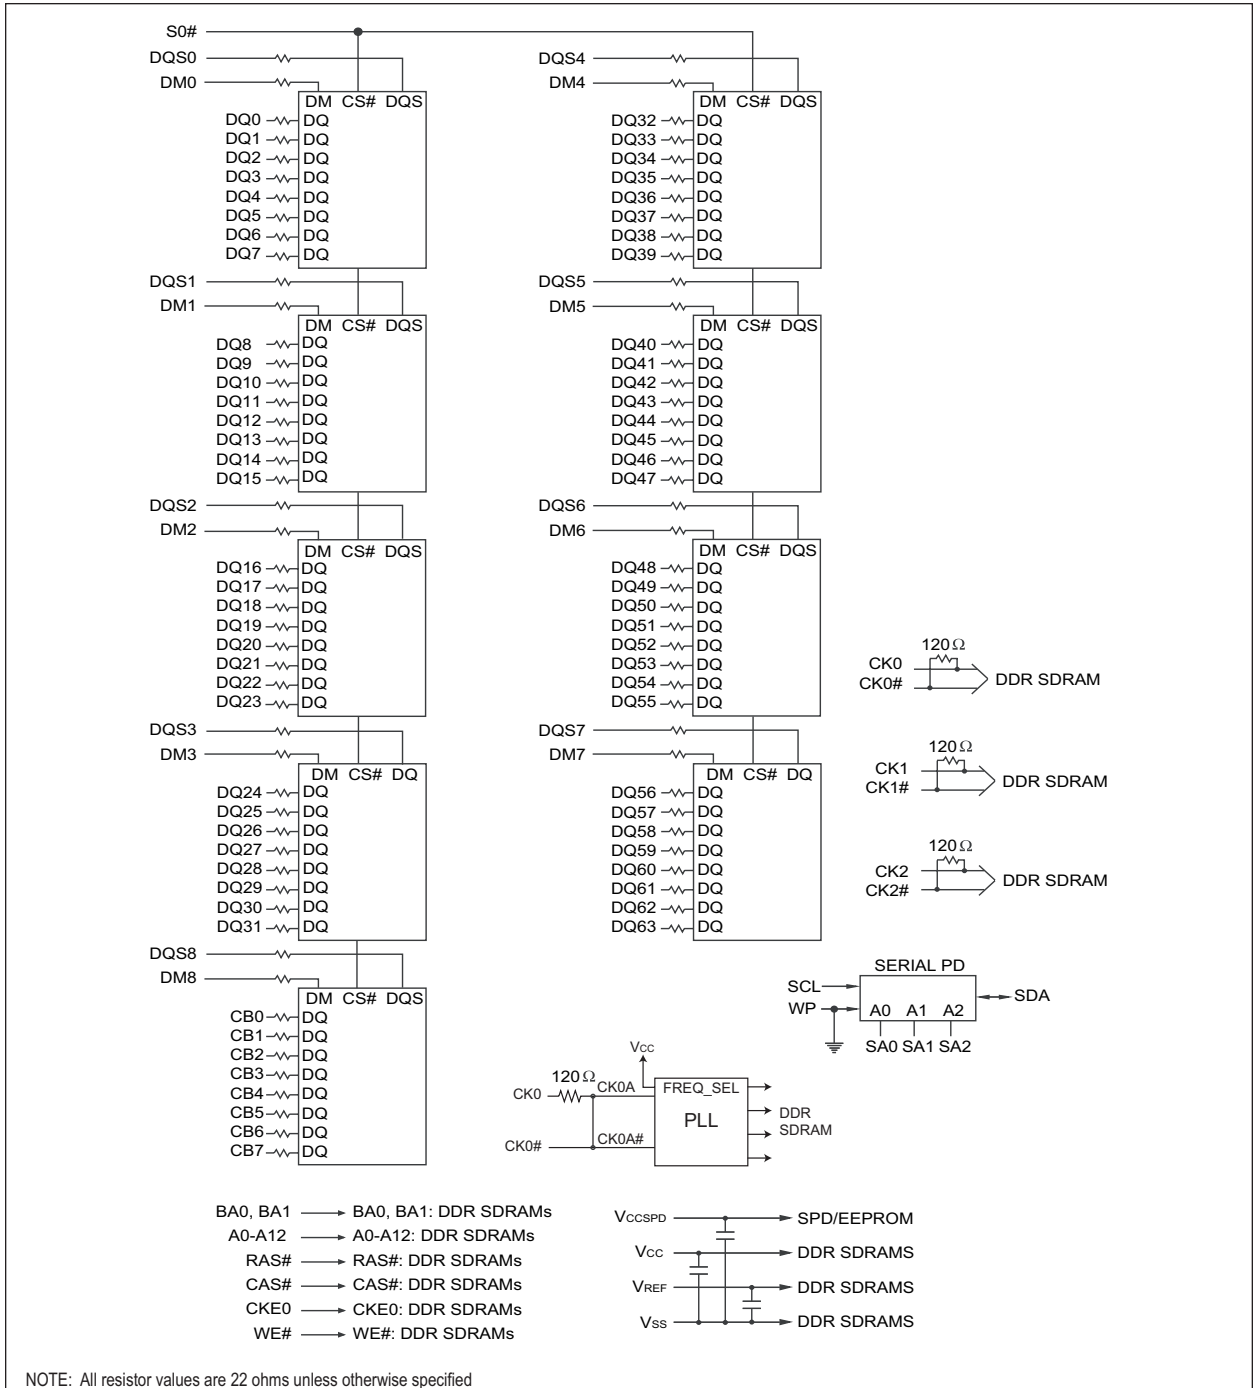 S0#
DQS0
DM0
DM CS# DQS
DQ0 DQ
DQ1 DQ
DQ2 DQ
DQ3 DQ
DQ4 DQ
DQ5 DQ
DQ6 DQ
DQ7 DQ
DQS1
DM1
DM CS# DQS
DQ8 DQ
DQ9 DQ
DQ10 DQ
DQ11 DQ
DQ12 DQ
DQ13 DQ
DQ14 DQ
DQ15 DQ
DQS2
DM2
DM CS# DQS
DQ16 DQ
DQ17 DQ
DQ18 DQ
DQ19 DQ
DQ20 DQ
DQ21 DQ
DQ22 DQ
DQ23 DQ
DQS3
DM3
DM CS# DQ
DQ24 DQ
DQ25 DQ
DQ26 DQ
DQ27 DQ
DQ28 DQ
DQ29 DQ
DQ30 DQ
DQ31 DQ
DQS8
DM8
DM CS# DQS
CB0 DQ
CB1 DQ
CB2 DQ
CB3 DQ
CB4 DQ
CB5 DQ
CB6 DQ
CB7 DQ
DQS4
DM4
DM CS# DQS
DQ32 DQ
DQ33 DQ
DQ34 DQ
DQ35 DQ
DQ36 DQ
DQ37 DQ
DQ38 DQ
DQ39 DQ
DQS5
DM5
DM CS# DQS
DQ40 DQ
DQ41 DQ
DQ42 DQ
DQ43 DQ
DQ44 DQ
DQ45 DQ
DQ46 DQ
DQ47 DQ
DQS6
DM6
DM CS# DQS
DQ48 DQ
DQ49 DQ
DQ50 DQ
DQ51 DQ
DQ52 DQ
DQ53 DQ
DQ54 DQ
DQ55 DQ
DQS7
DM7
DM CS# DQ
DQ56 DQ
DQ57 DQ
DQ58 DQ
DQ59 DQ
DQ60 DQ
DQ61 DQ
DQ62 DQ
DQ63 DQ
120Ω
CK0
CK0#
DDR SDRAM
120Ω
CK1
CK1#
DDR SDRAM
120Ω
CK2
CK2#
DDR SDRAM
SERIAL PD
SCL
WP
A0 A1 A2
SDA
SA0 SA1 SA2
VCC
120Ω
CK0
CK0A
FREQ_SEL
PLL
CK0#
CK0A#
DDR
SDRAM
BA0, BA1 BA0, BA1: DDR SDRAMs
A0-A12 A0-A12: DDR SDRAMs
RAS# RAS#: DDR SDRAMs
CAS# CAS#: DDR SDRAMs
CKE0 CKE0: DDR SDRAMs
WE# WE#: DDR SDRAMs
VCCSPD SPD/EEPROM
VCC DDR SDRAMS
VREF DDR SDRAMS
VSS DDR SDRAMS
NOTE: All resistor values are 22 ohms unless otherwise specified